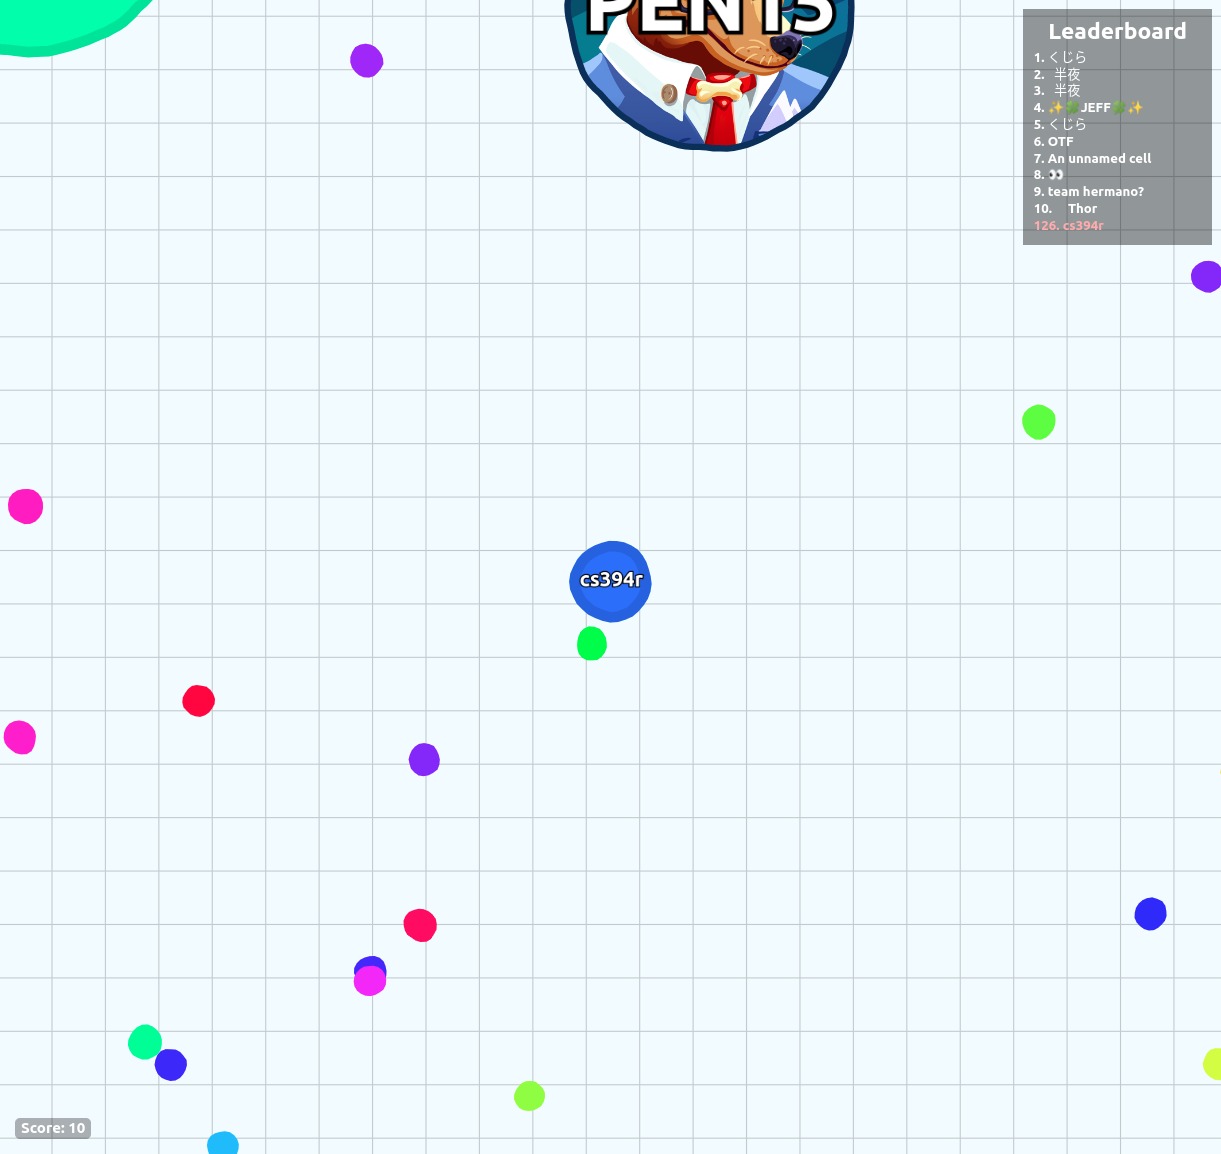 PENT5
Leaderboard
1. くじら
2. 半夜
3. 半夜
4. ✨🍀JEFF🍀✨
5. くじら
6. OTF
7. An unnamed cell
8. 👀
9. team hermano?
10. Thor
126. cs394r
cs394r
Score: 10